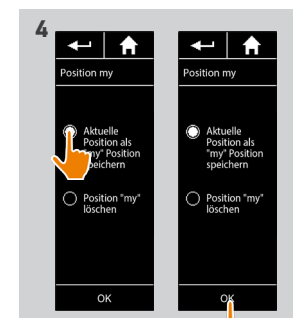 4
Position my
Position my
Aktuelle
Position als
"my" Position
speichern
Aktuelle
Position als
"my" Position
speichern
Position "my"
löschen
Position "my"
löschen
OK
OK